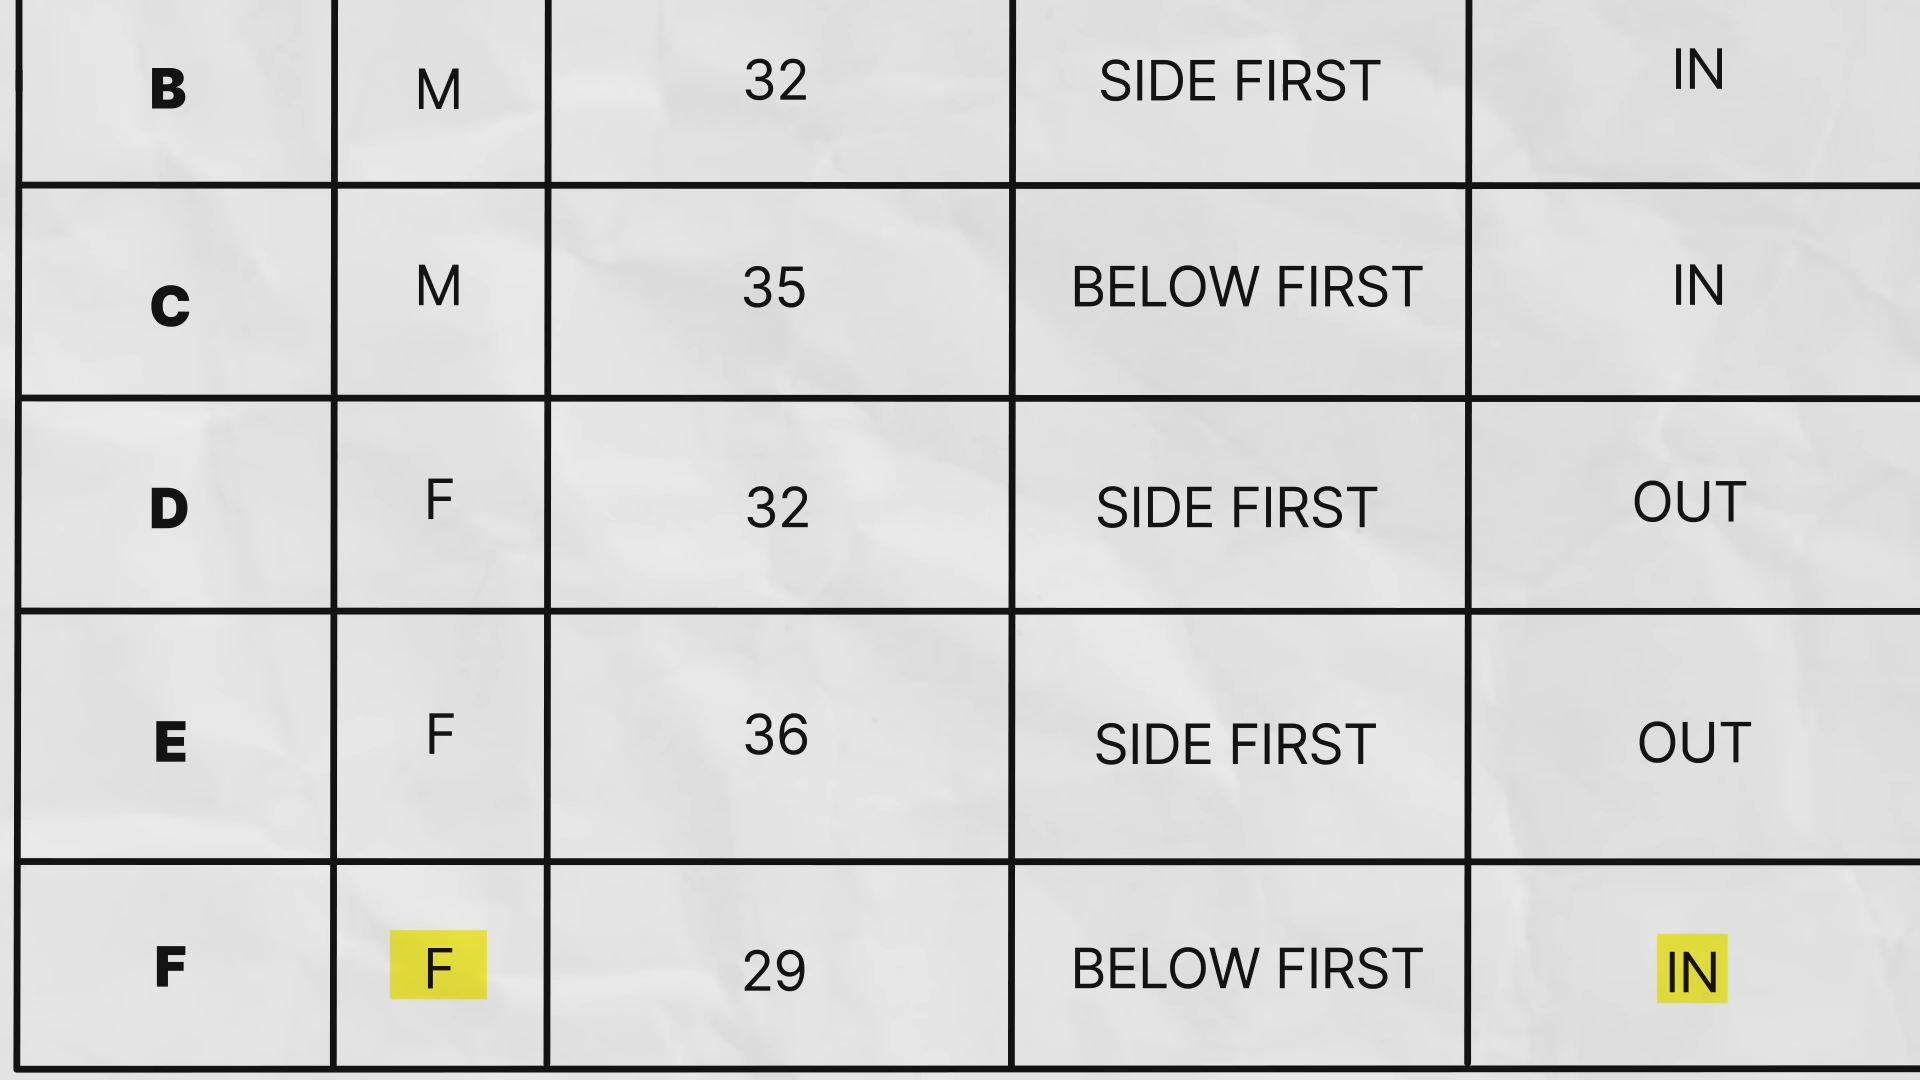 B M 32 SIDE FIRST IN
C M 35 BELOW FIRST IN
D F 32 SIDE FIRST OUT
E F 36 SIDE FIRST OUT
F F 29 BELOW FIRST IN